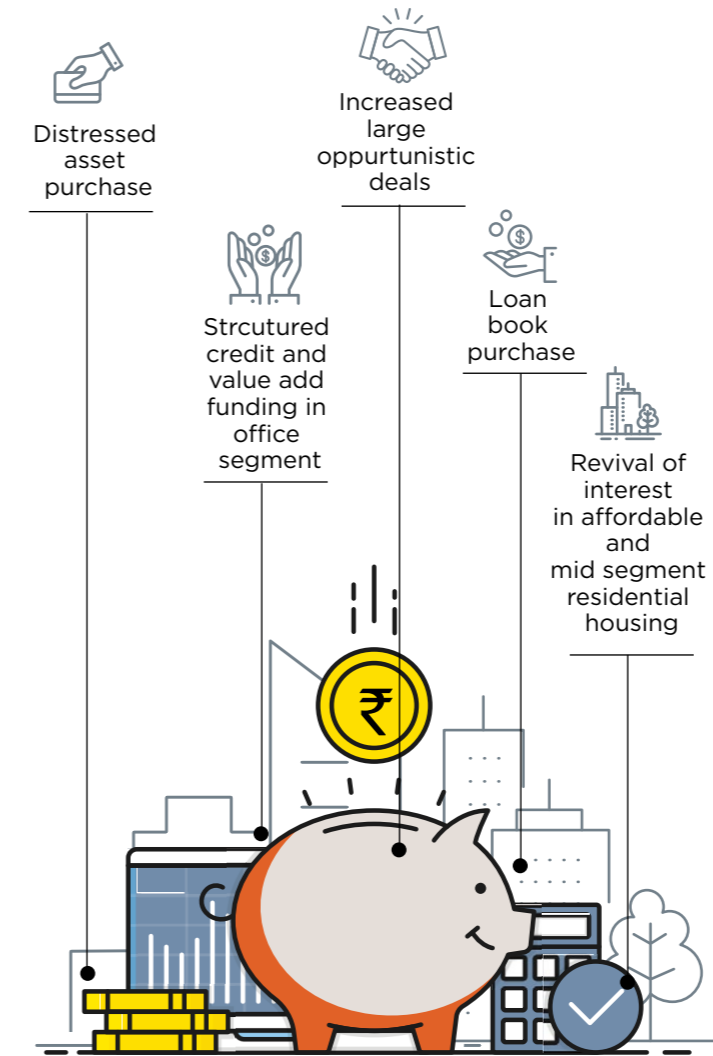 Distressed
asset
purchase
Strcutured
credit and
value add
funding in
office
segment
Increased
large
oppurtunistic
deals
Loan
book
purchase
Revival of
interest
in affordable
and
mid segment
residential
housing
$
$
₹